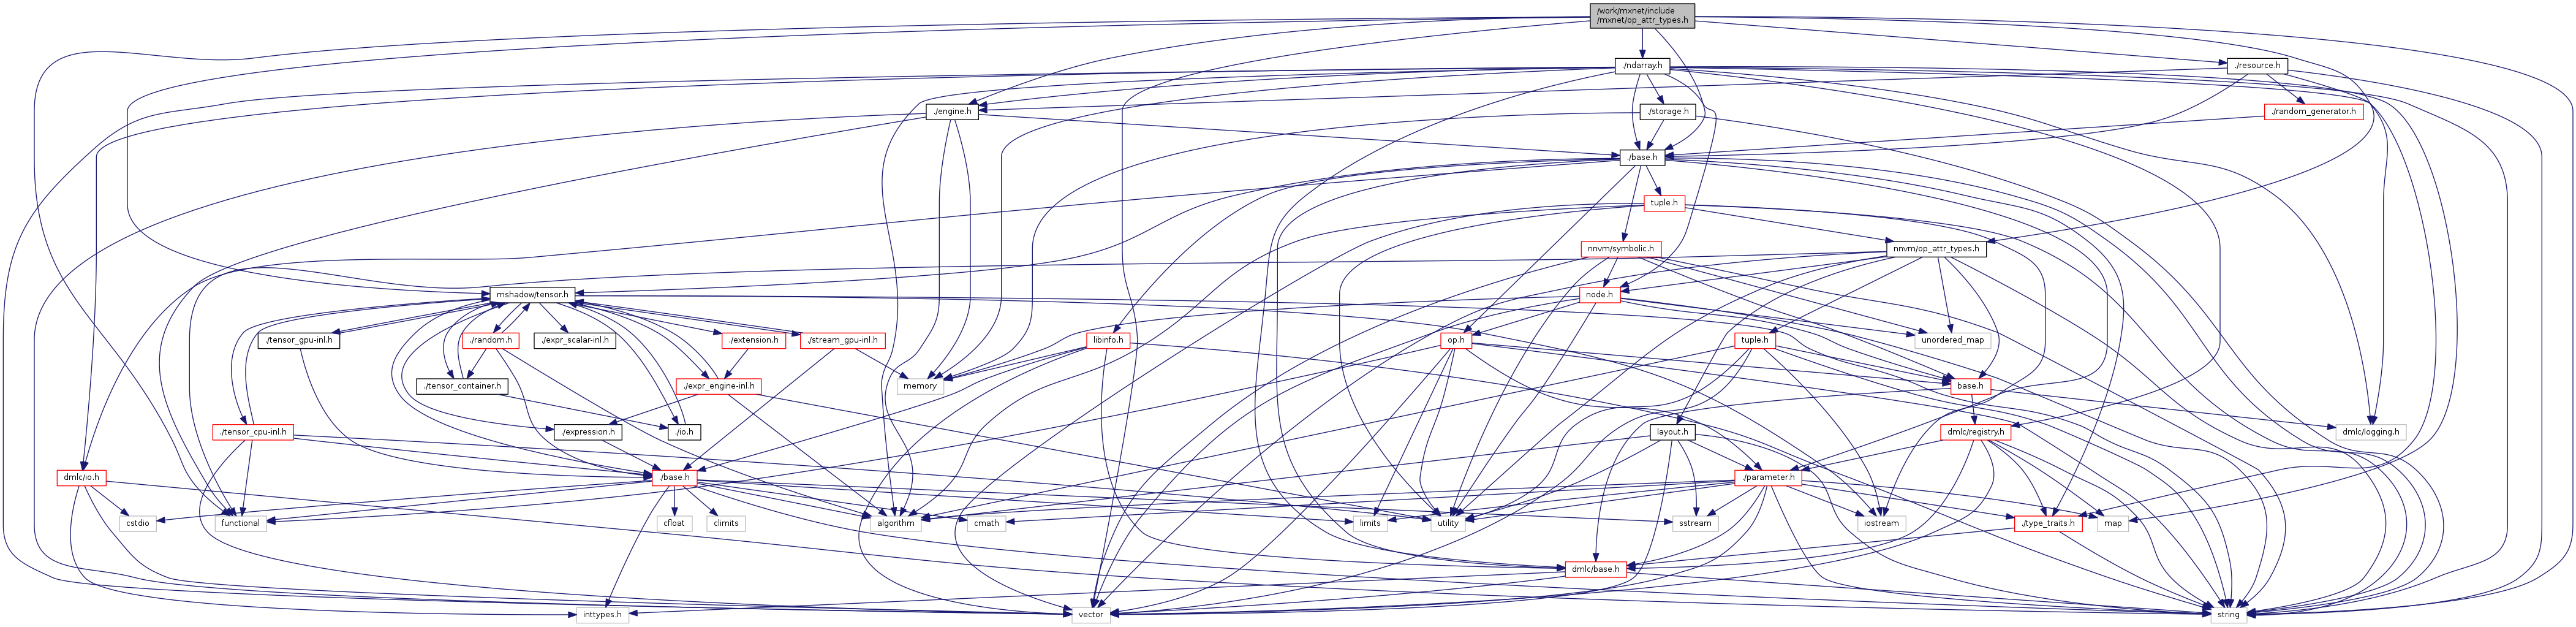 /work/mxnet/include
/mxnet/op_attr_types.h
./ndarray.h
./resource.h
./engine.h
./storage.h
./random_generator.h
./base.h
tuple.h
nnvm/symbolic.h
nnvm/op_attr_types.h
mshadow/tensor.h
node.h
./tensor_gpu-inl.h
./random.h
./expr_scalar-inl.h
./extension.h
./stream_gpu-inl.h
libinfo.h
op.h
tuple.h
unordered_map
./tensor_container.h
./expr_engine-inl.h
memory
base.h
./tensor_cpu-inl.h
./expression.h
./io.h
layout.h
dmlc/registry.h
dmlc/logging.h
dmlc/io.h
./base.h
./parameter.h
cstdio
functional
cfloat
climits
algorithm
cmath
limits
utility
sstream
iostream
./type_traits.h
map
dmlc/base.h
inttypes.h
vector
string